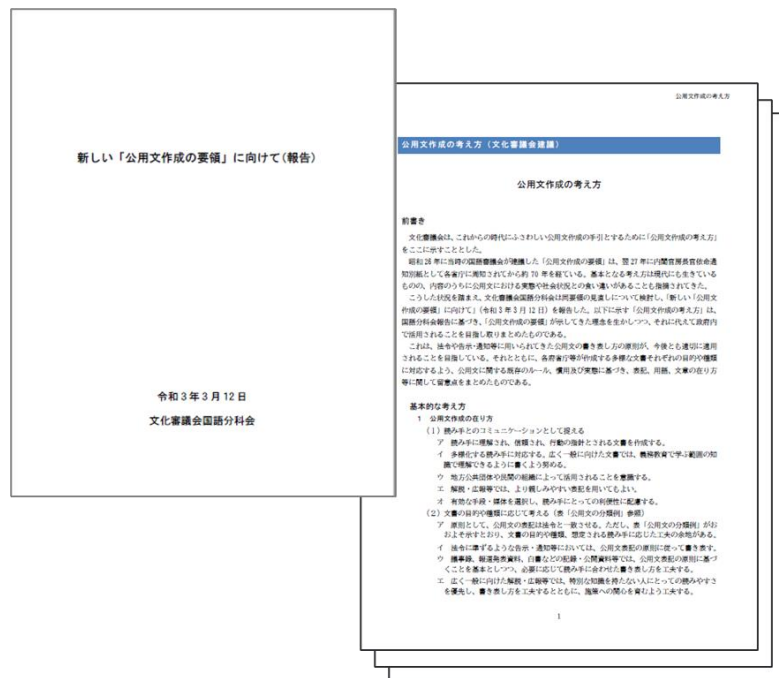 新しい「公用文作成の要領」に向けて(報告)
令和3年3月12日
文化審議会国語分科会
公用文作成の考え方
公用文作成の考え方(文化審議会建議)
公用文作成の考え方
前書き
文化審議会は、これからの時代にふさわしい公用文作成の手引とするために「公用文作成の考え方」
をここに示すこととした。
昭和26年に当時の国語審議会が建議した「公用文作成の要領」は、翌27年に内閣官房長官依命通
知別紙として各省庁に周知されてから約70年を経ている。基本となる考え方は現代にも生きている
ものの、内容のうちに公用文における実態や社会状況との食い違いがあることも指摘されてきた。
こうした状況を踏まえ、文化審議会国語分科会は同要領の見直しについて検討し、「新しい「公用文
作成の要領」に向けて」(令和3年3月12日)を報告した。以下に示す「公用文作成の考え方」は、
国語分科会報告に基づき、「公用文作成の要領」が示してきた理念を生かしつつ、それに代えて政府内
で活用されることを目指し取りまとめたものである。
これは、法令や告示・通知等に用いられてきた公用文の書き表し方の原則が、今後とも適切に適用
されることを目指している。それとともに、各府省庁等が作成する多様な文書それぞれの目的や種類
に対応するよう、公用文に関する既存のルール、慣用及び実態に基づき、表記、用語、文章の在り方
等に関して留意点をまとめたものである。
基本的な考え方
1 公用文作成の在り方
(1)読み手とのコミュニケーションとして捉える
ア 読み手に理解され、信頼され、行動の指針とされる文書を作成する。
イ 多様化する読み手に対応する。広く一般に向けた文書では、義務教育で学ぶ範囲の知
識で理解できるように書くよう努める。
ウ 地方公共団体や民間の組織によって活用されることを意識する。
エ 解説・広報等では、より親しみやすい表記を用いてもよい。
オ 有効な手段・媒体を選択し、読み手にとっての利便性に配慮する。
(2)文書の目的や種類に応じて考える(表「公用文の分類例」参照)
ア 原則として、公用文の表記は法令と一致させる。ただし、表「公用文の分類例」がお
およそ示すとおり、文書の目的や種類、想定される読み手に応じた工夫の余地がある。
イ 法令に準ずるような告示・通知等においては、公用文表記の原則に従って書き表す。
ウ 議事録、報道発表資料、白書などの記録・公開資料等では、公用文表記の原則に基づ
くことを基本としつつ、必要に応じて読み手に合わせた書き表し方を工夫する。
エ 広く一般に向けた解説・広報等では、特別な知識を持たない人にとっての読みやすさ
を優先し、書き表し方を工夫するとともに、施策への関心を育むよう工夫する。
1